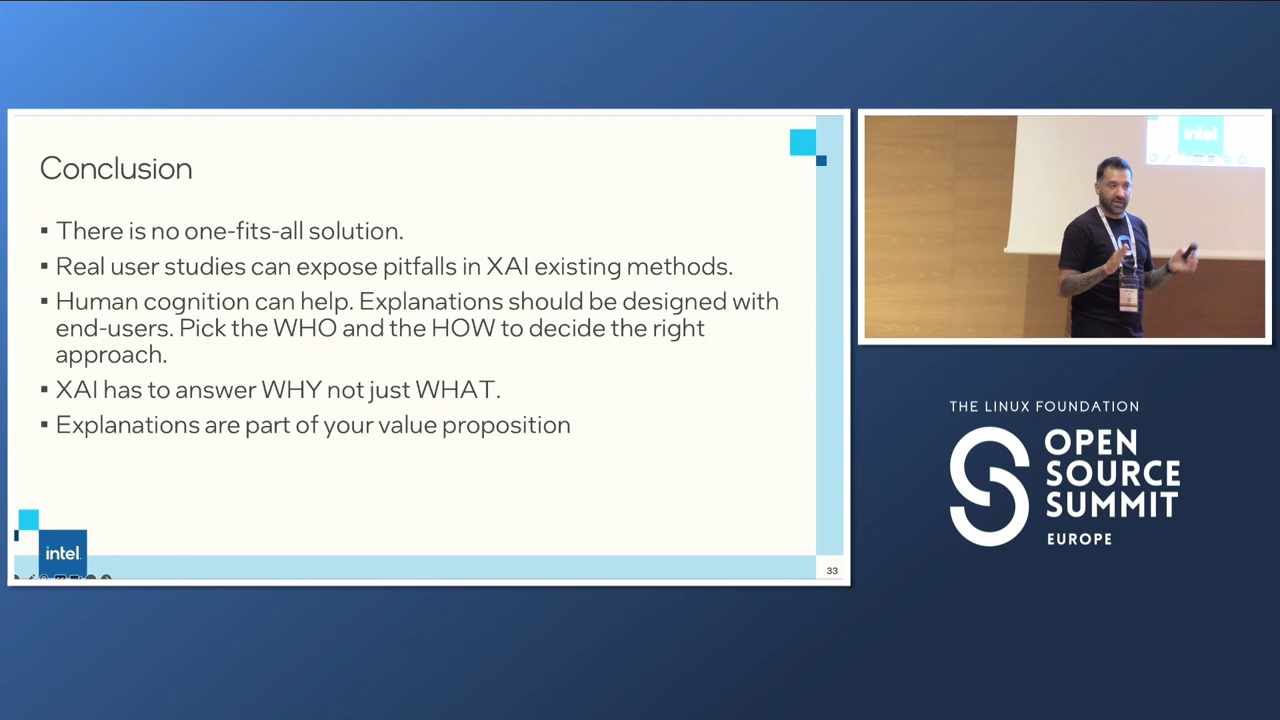 Conclusion
▪ There is no one-fits-all solution.
▪ Real user studies can expose pitfalls in XAI existing methods.
▪ Human cognition can help. Explanations should be designed with
end-users. Pick the WHO and the HOW to decide the right
approach.
▪ XAI has to answer WHY not just WHAT.
▪ Explanations are part of your value proposition
intel
33
intel
THE LINUX FOUNDATION
OPEN
SOURCE
SUMMIT
EUROPE